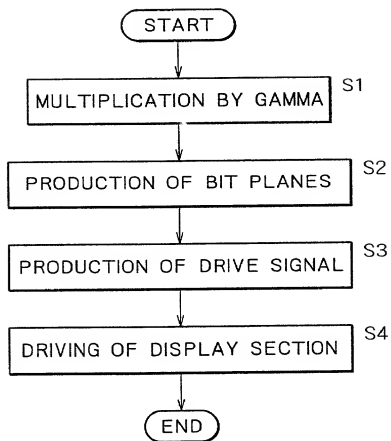 START
S1
MULTIPLICATION BY GAMMA
S2
PRODUCTION OF BIT PLANES
S3
PRODUCTION OF DRIVE SIGNAL
S4
DRIVING OF DISPLAY SECTION
END